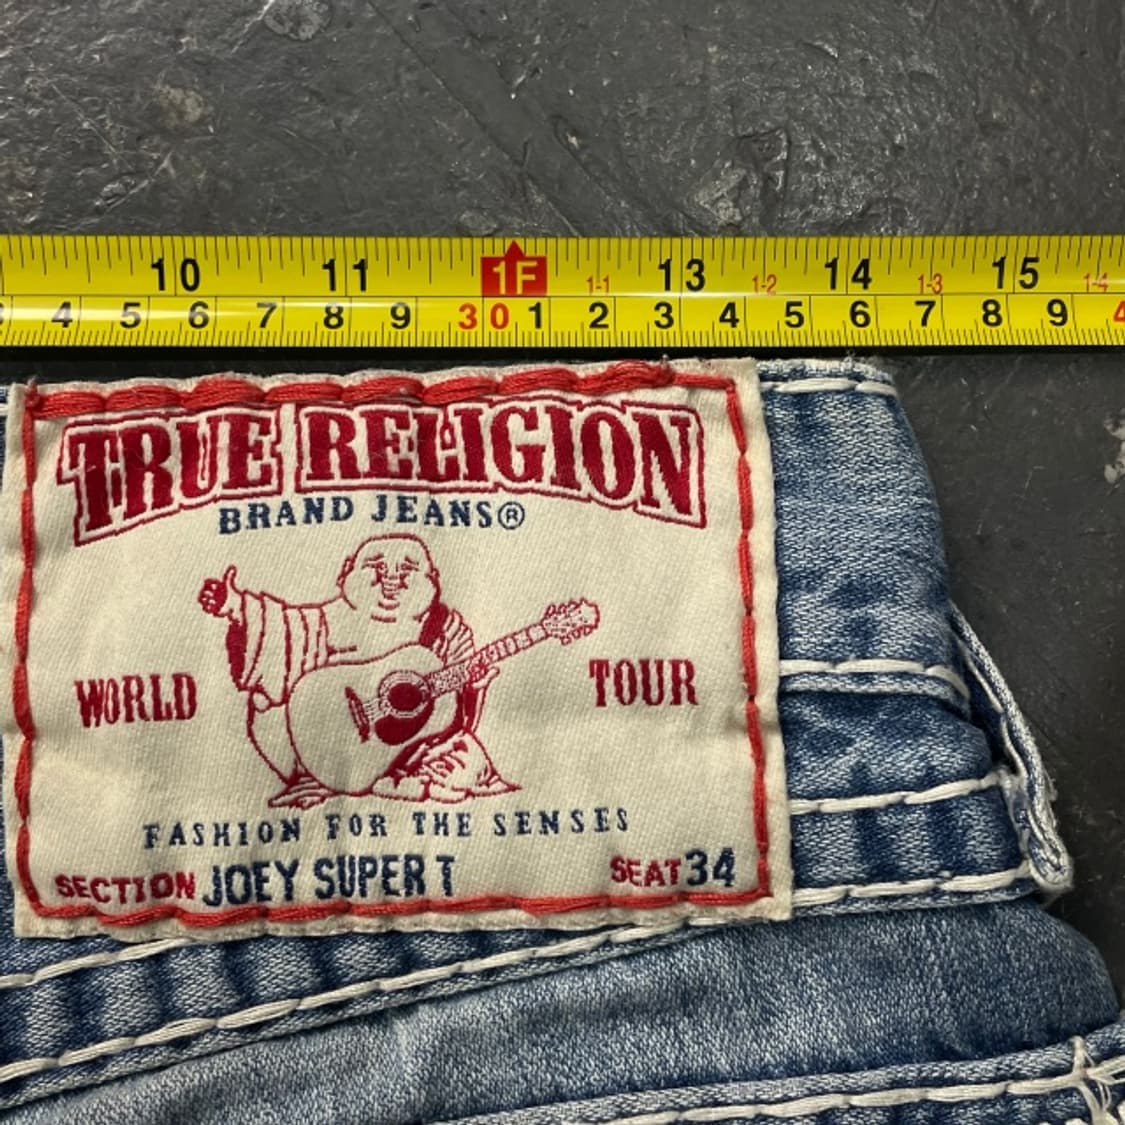 10 11 1F 1-1 13 1-2 14 1-3 15 1-4
4 5 6 7 8 9 30 1 2 3 4 5 6 7 8 9
TRUE RELIGION
BRAND JEANS®
WORLD TOUR
FASHION FOR THE SENSES
SECTION JOEY SUPER T SEAT 34